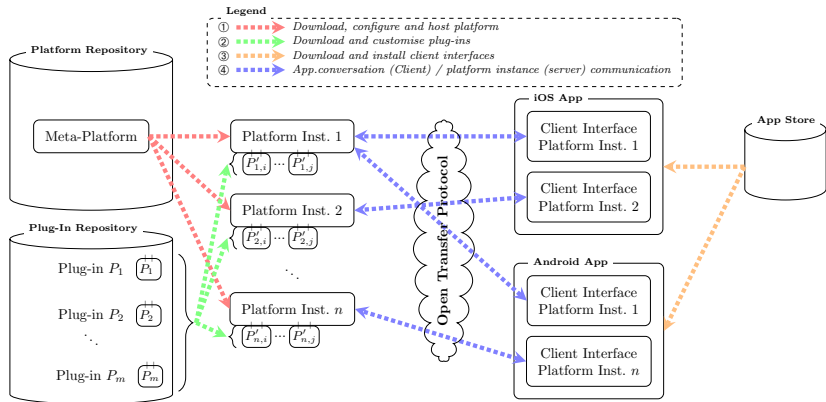 Legend
① Download, configure and host platform
② Download and customise plug-ins
③ Download and install client interfaces
④ App.conversation (Client) / platform instance (server) communication
Platform Repository
Meta-Platform
Plug-In Repository
Plug-in P1 P1
Plug-in P2 P2
⋱
Plug-in Pm Pm
Platform Inst. 1
P′1,i ... P′1,j
Platform Inst. 2
P′2,i ... P′2,j
⋱
Platform Inst. n
P′n,i ... P′n,j
Open Transfer Protocol
iOS App
Client Interface
Platform Inst. 1
Client Interface
Platform Inst. 2
Android App
Client Interface
Platform Inst. 1
Client Interface
Platform Inst. n
App Store